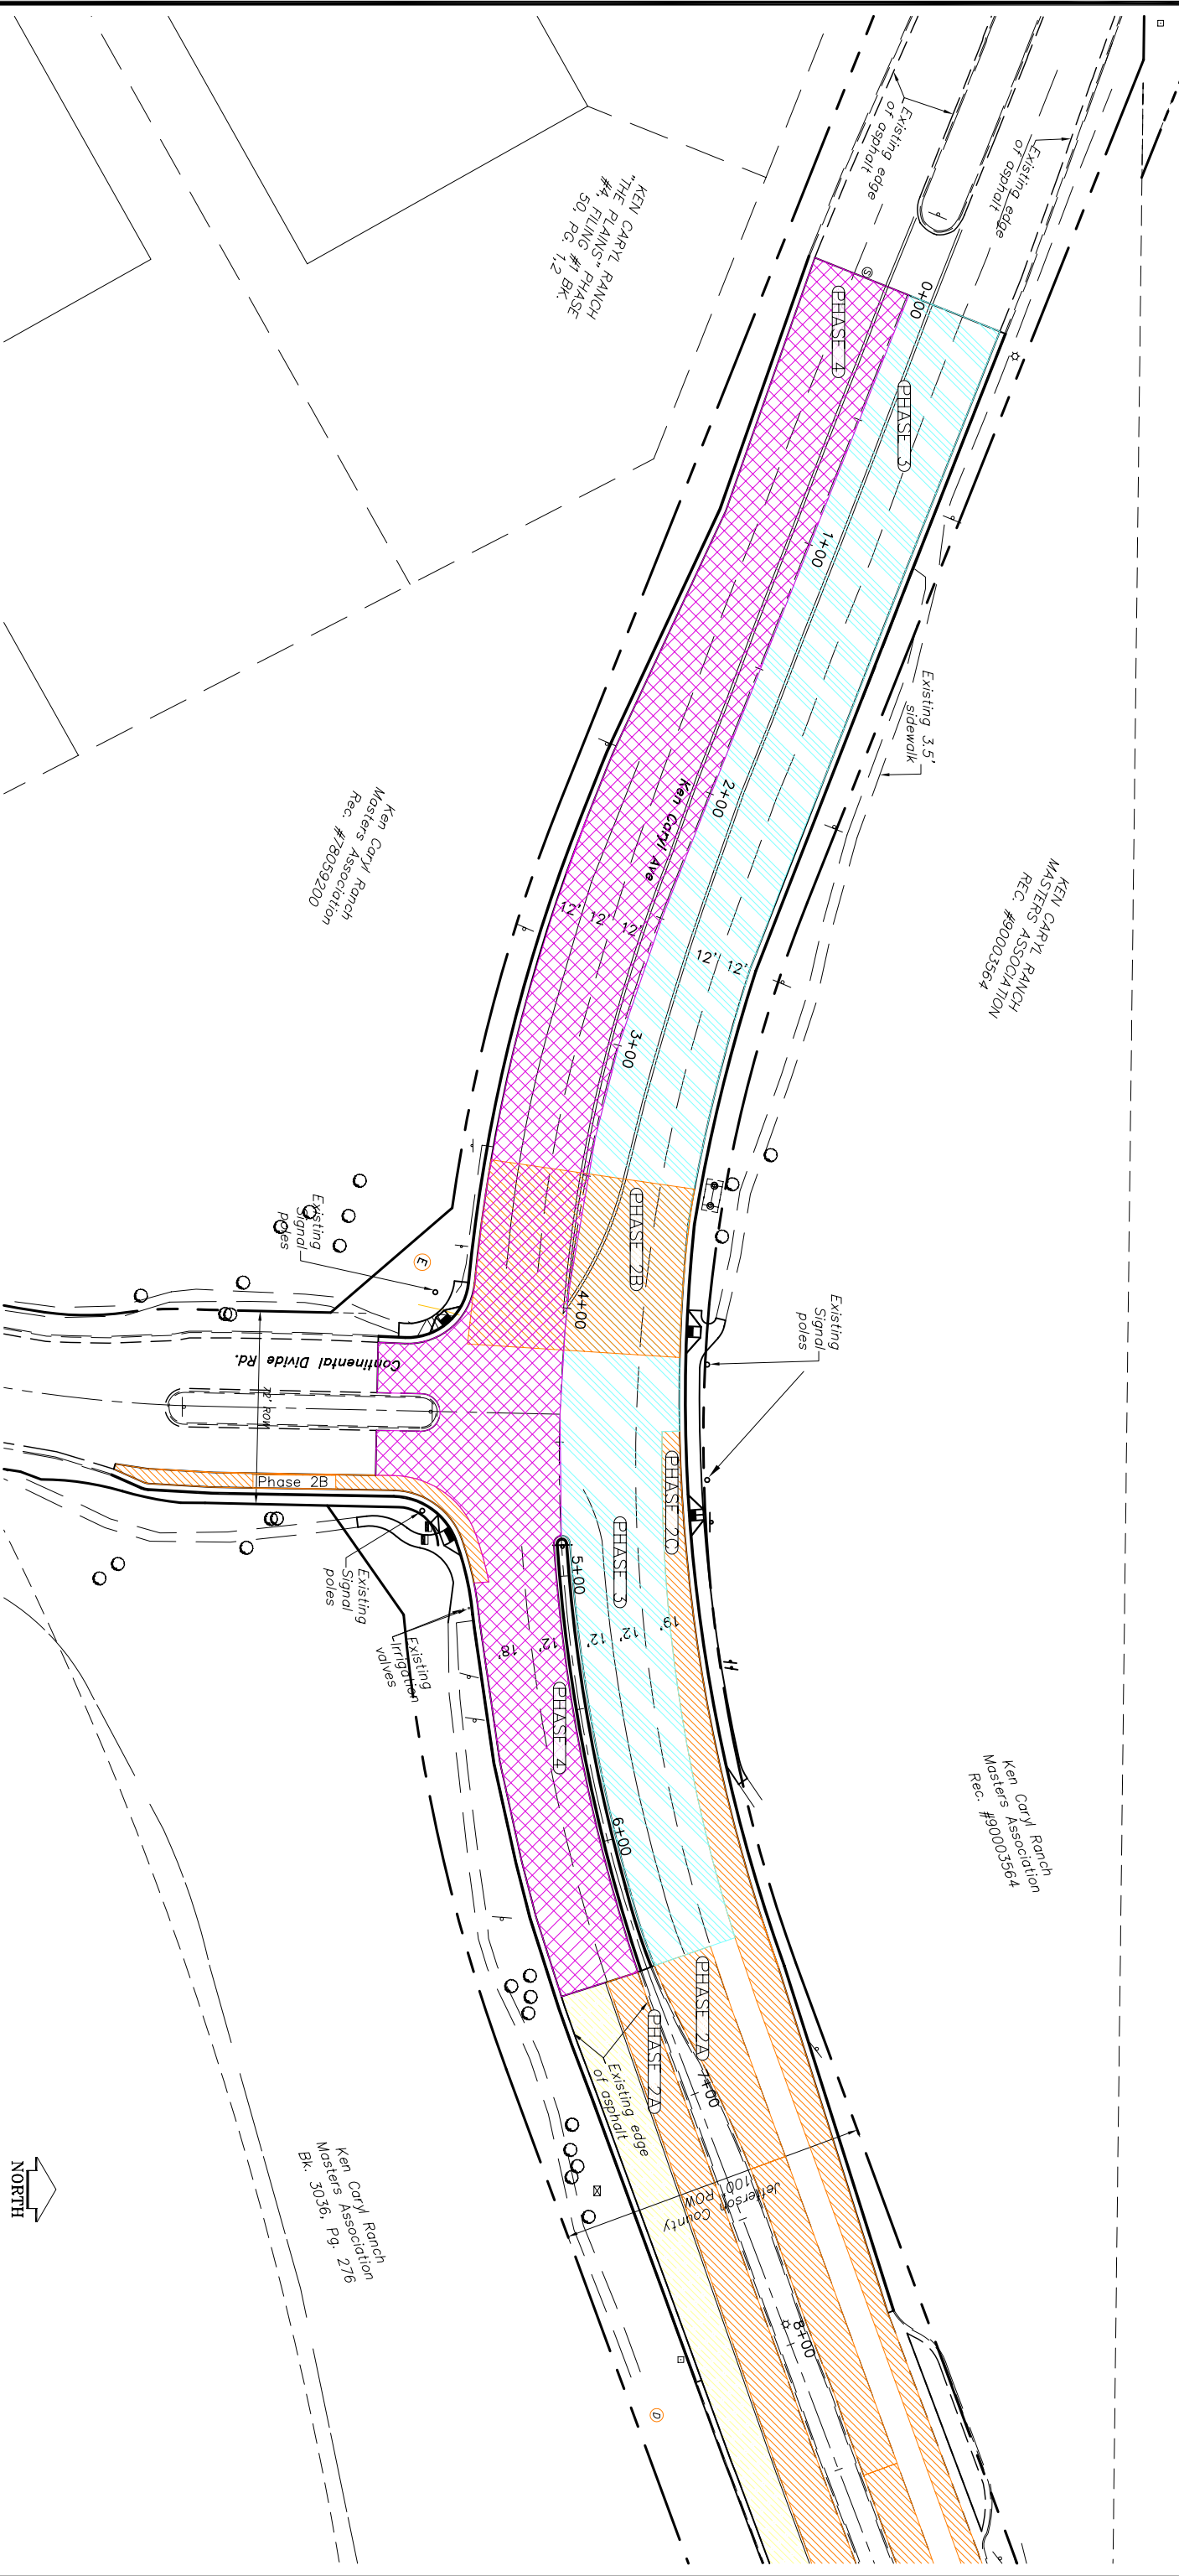 Existing edge
of asphalt
Existing edge
of asphalt
KEN CARYL RANCH
"THE PLAINS" PHASE
#4, FILING #1 BK.
50, PG. 1,2
S
0+00
PHASE 4
PHASE 3
1+00
Existing 3.5'
sidewalk
2+00
Ken Caryl Ave
Ken Caryl Ranch
Masters Association
Rec. #78059200
KEN CARYL RANCH
MASTERS ASSOCIATION
REC. #90003564
12'
12'
12'
12'
12'
3+00
Existing
Signal
poles
E
PHASE 2B
4+00
Existing
Signal
poles
Continental Divide Rd.
72' ROW
Phase 2B
PHASE 2C
PHASE 3
5+00
Existing
Signal
poles
Existing
Irrigation
valves
18'
12'
12'
12'
19'
PHASE 4
6+00
Ken Caryl Ranch
Masters Association
Rec. #90003564
PHASE 2A
PHASE 2A
7+00
Existing edge
of asphalt
Jefferson County
100' ROW
Ken Caryl Ranch
Masters Association
Bk. 3036, Pg. 276
8+00
D
NORTH